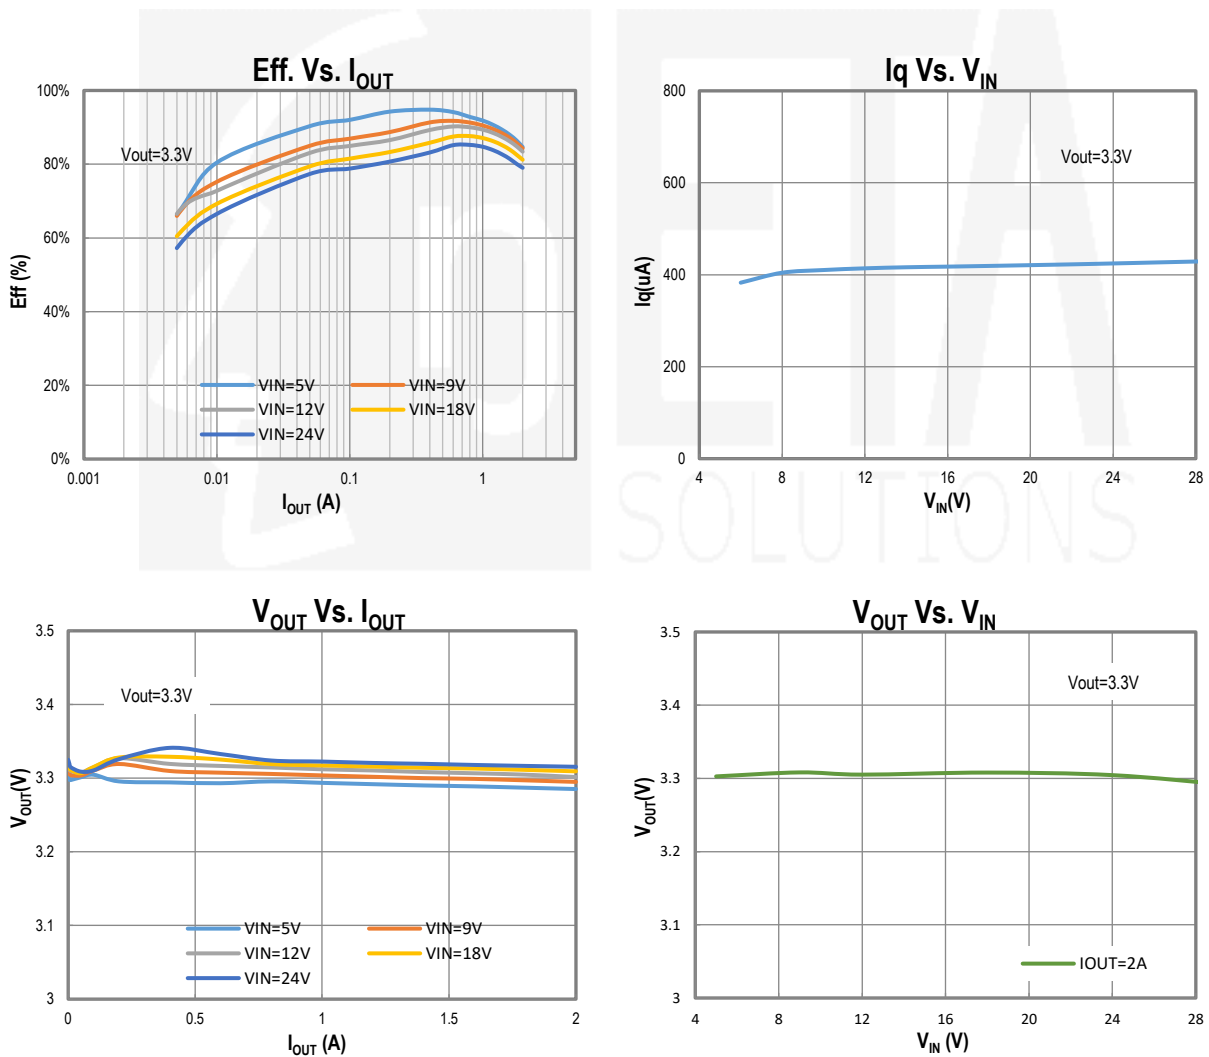 Eff. Vs. IOUT
100%
80%
60%
40%
20%
0%
Eff (%)
Vout=3.3V
VIN=5V
VIN=9V
VIN=12V
VIN=18V
VIN=24V
0.001
0.01
0.1
1
IOUT (A)
Iq Vs. VIN
800
600
400
200
0
Iq(uA)
Vout=3.3V
4
8
12
16
20
24
28
VIN(V)
ETA
SOLUTIONS
VOUT Vs. IOUT
3.5
3.4
3.3
3.2
3.1
3
VOUT(V)
Vout=3.3V
VIN=5V
VIN=9V
VIN=12V
VIN=18V
VIN=24V
0
0.5
1
1.5
2
IOUT (A)
VOUT Vs. VIN
3.5
3.4
3.3
3.2
3.1
3
VOUT(V)
Vout=3.3V
IOUT=2A
4
8
12
16
20
24
28
VIN (V)